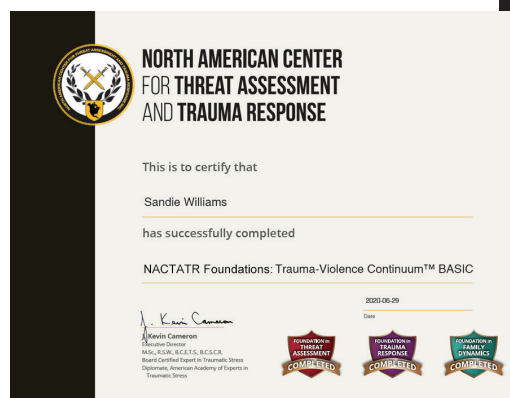 NORTH AMERICAN CENTER
FOR THREAT ASSESSMENT
AND TRAUMA RESPONSE
This is to certify that
Sandie Williams
has successfully completed
NACTATR Foundations: Trauma-Violence Continuum™ BASIC
2020-06-29
Date
J. Kevin Cameron
J. Kevin Cameron
Executive Director
M.Sc., R.S.W., B.C.E.T.S., B.C.S.C.R.
Board Certified Expert in Traumatic Stress
Diplomate, American Academy of Experts in
Traumatic Stress
FOUNDATION in
THREAT
ASSESSMENT
COMPLETED
FOUNDATION in
TRAUMA
RESPONSE
COMPLETED
FOUNDATION in
FAMILY
DYNAMICS
COMPLETED